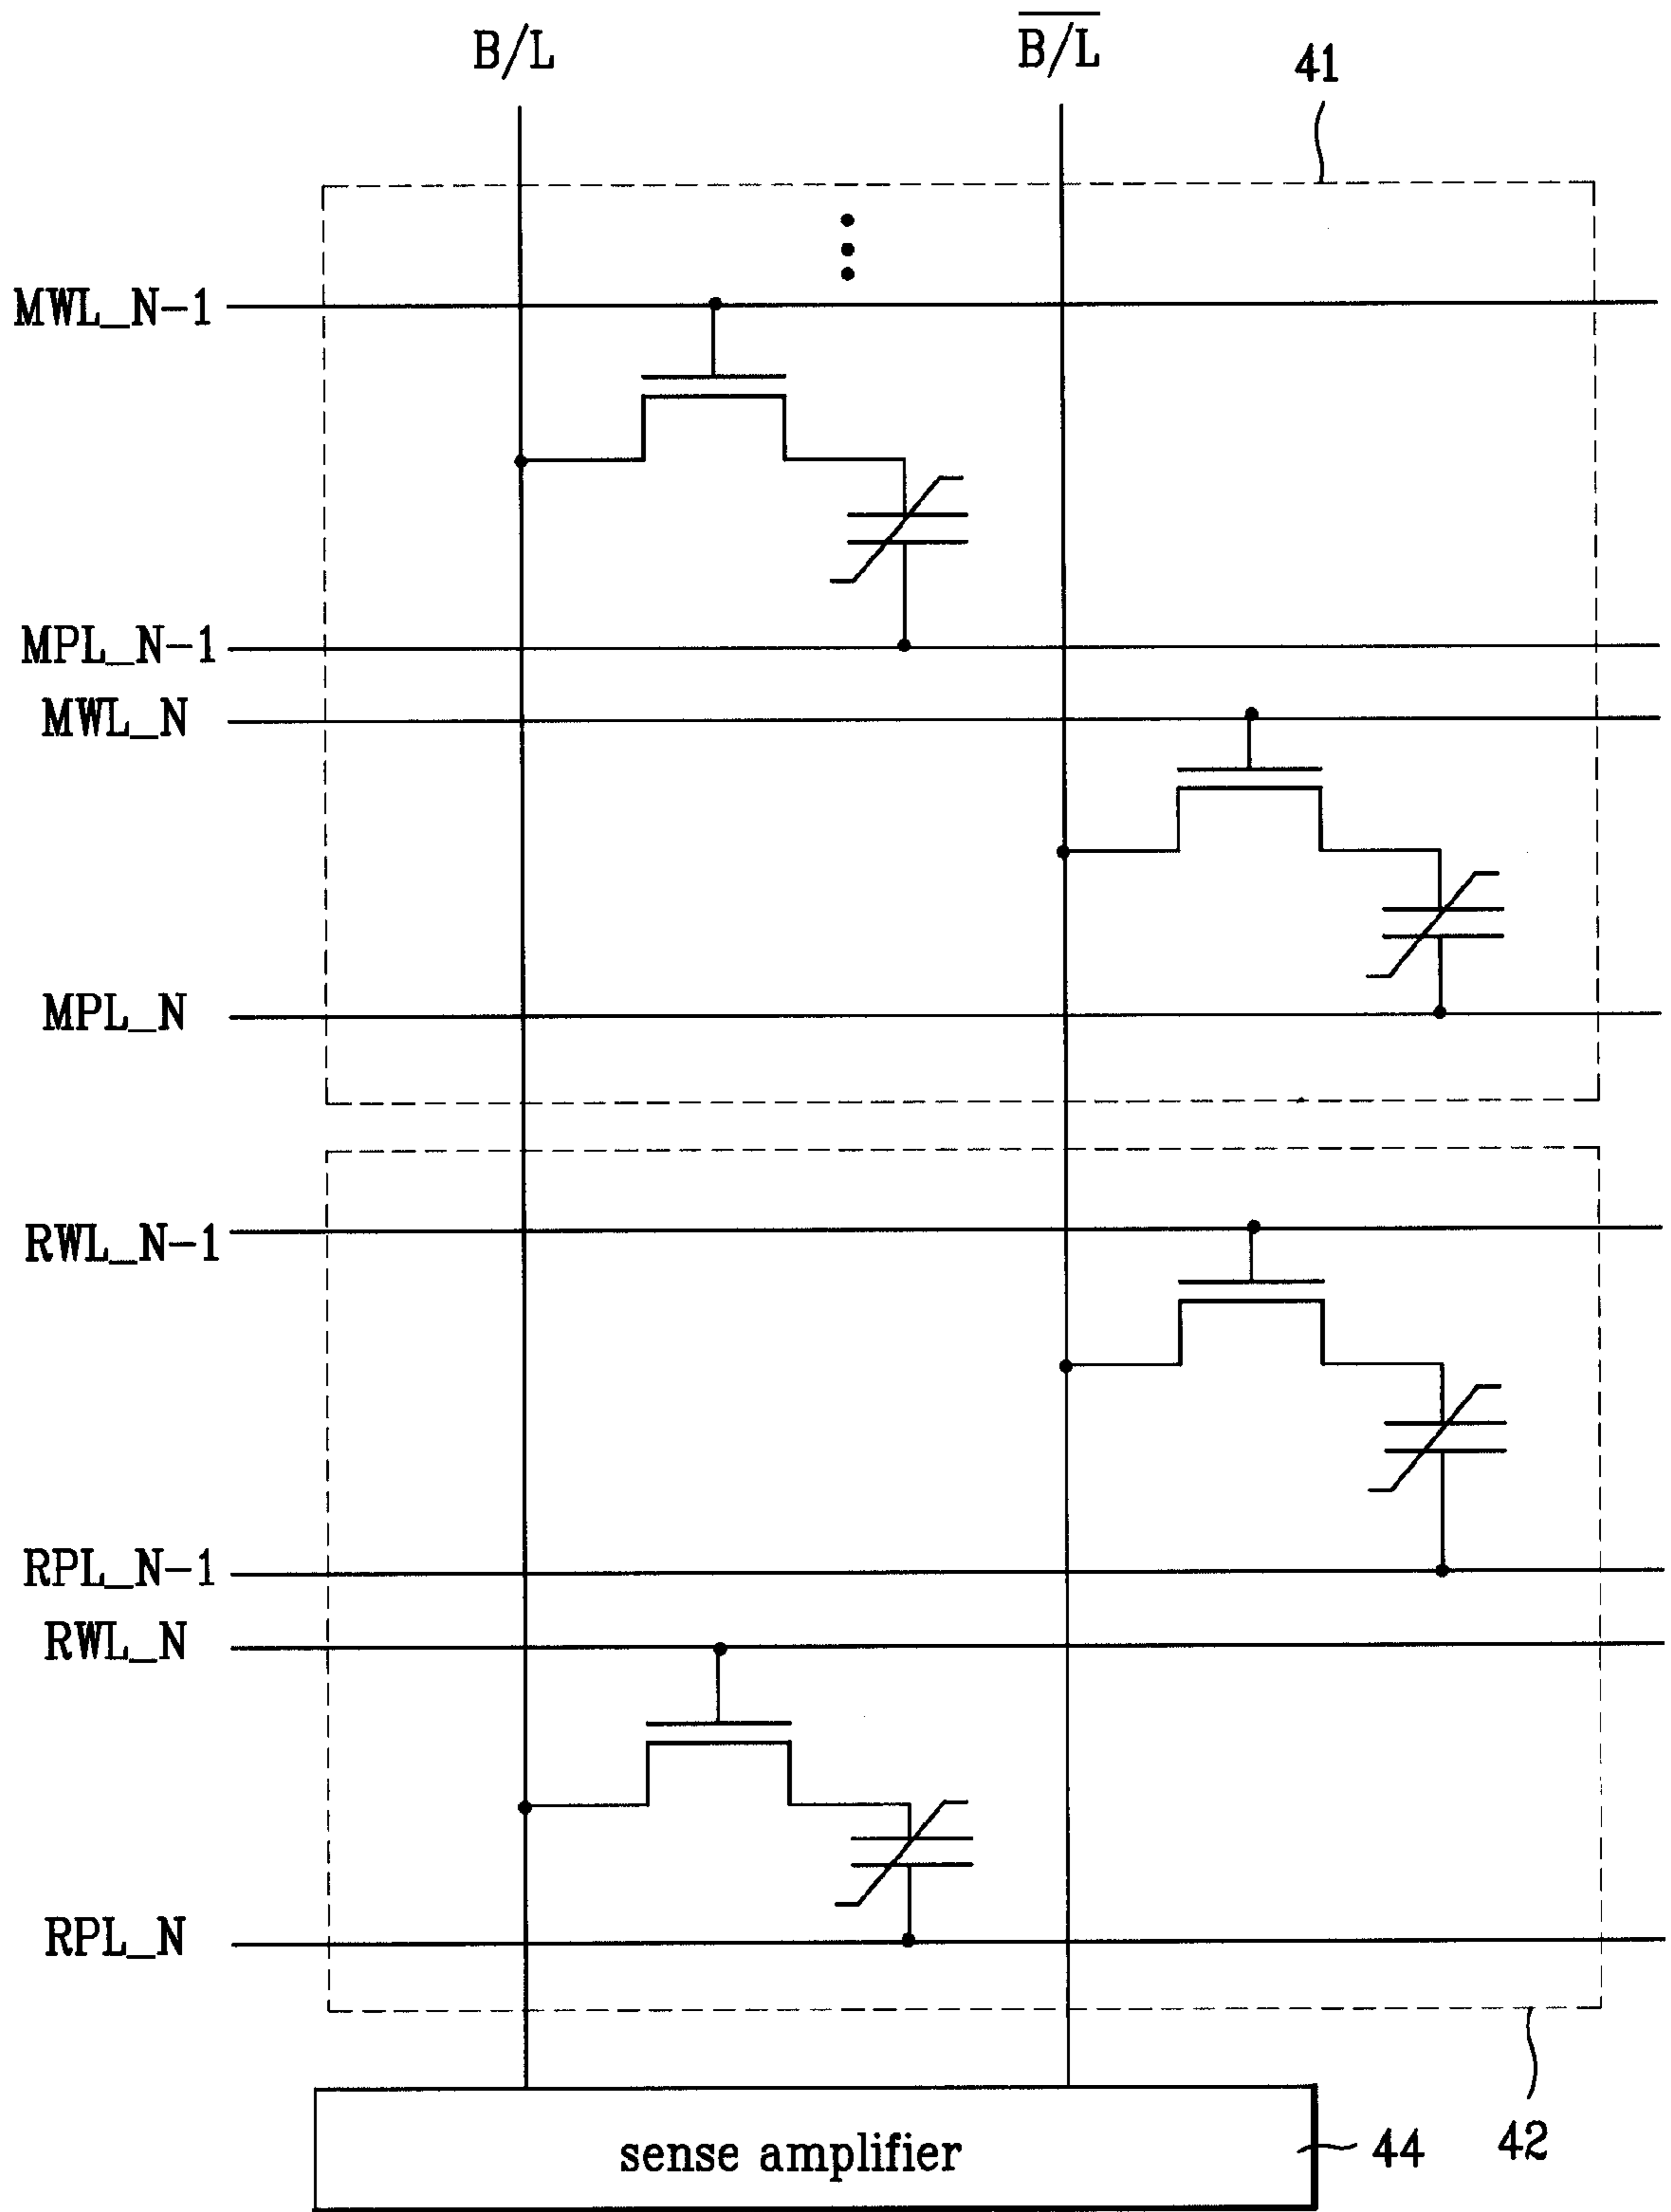 B/L
B/L
41
MWL_N-1
MPL_N-1
MWL_N
MPL_N
RWL_N-1
RPL_N-1
RWL_N
RPL_N
sense amplifier
44
42